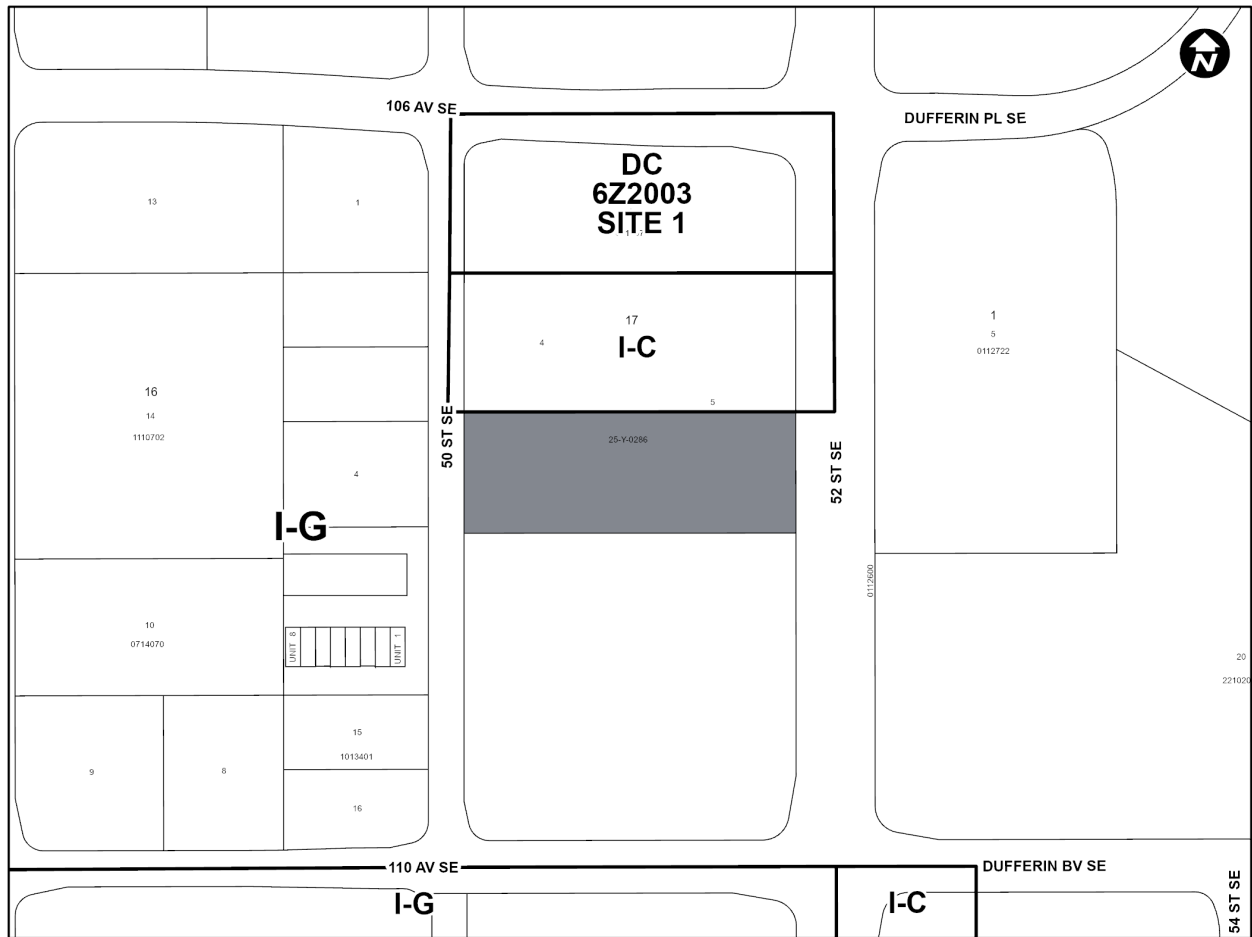 N
106 AV SE
DUFFERIN PL SE
DC
6Z2003
SITE 1
13
1
17
4
I-C
5
1
5
0112722
16
14
1110702
4
50 ST SE
25-Y-0286
52 ST SE
I-G
0112600
10
0714070
UNIT 8
UNIT 1
20
221020
9
8
15
1013401
16
110 AV SE
DUFFERIN BV SE
I-G
I-C
54 ST SE